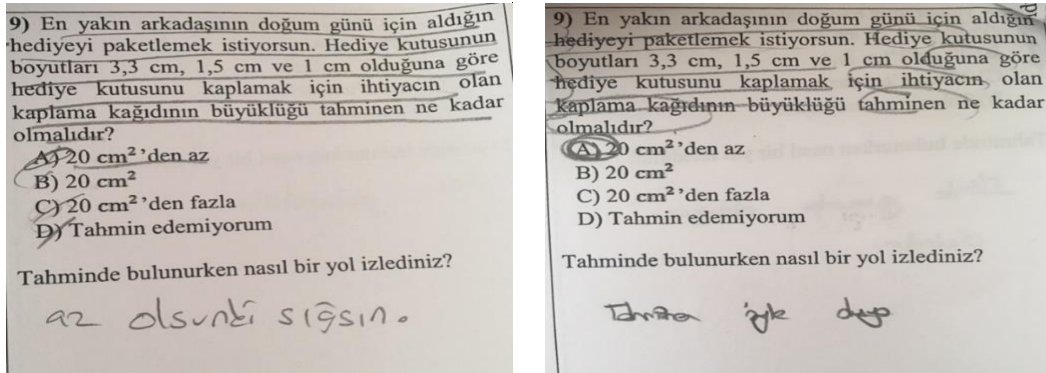 9) En yakın arkadaşının doğum günü için aldığın
hediyeyi paketlemek istiyorsun. Hediye kutusunun
boyutları 3,3 cm, 1,5 cm ve 1 cm olduğuna göre
hediye kutusunu kaplamak için ihtiyacın olan
kaplama kağıdının büyüklüğü tahminen ne kadar
olmalıdır?
A) 20 cm²'den az
B) 20 cm²
C) 20 cm²'den fazla
D) Tahmin edemiyorum
Tahminde bulunurken nasıl bir yol izlediniz?
az olsunki sığsın.
9) En yakın arkadaşının doğum günü için aldığın
hediyeyi paketlemek istiyorsun. Hediye kutusunun
boyutları 3,3 cm, 1,5 cm ve 1 cm olduğuna göre
hediye kutusunu kaplamak için ihtiyacın olan
kaplama kağıdının büyüklüğü tahminen ne kadar
olmalıdır?
A) 20 cm²'den az
B) 20 cm²
C) 20 cm²'den fazla
D) Tahmin edemiyorum
Tahminde bulunurken nasıl bir yol izlediniz?